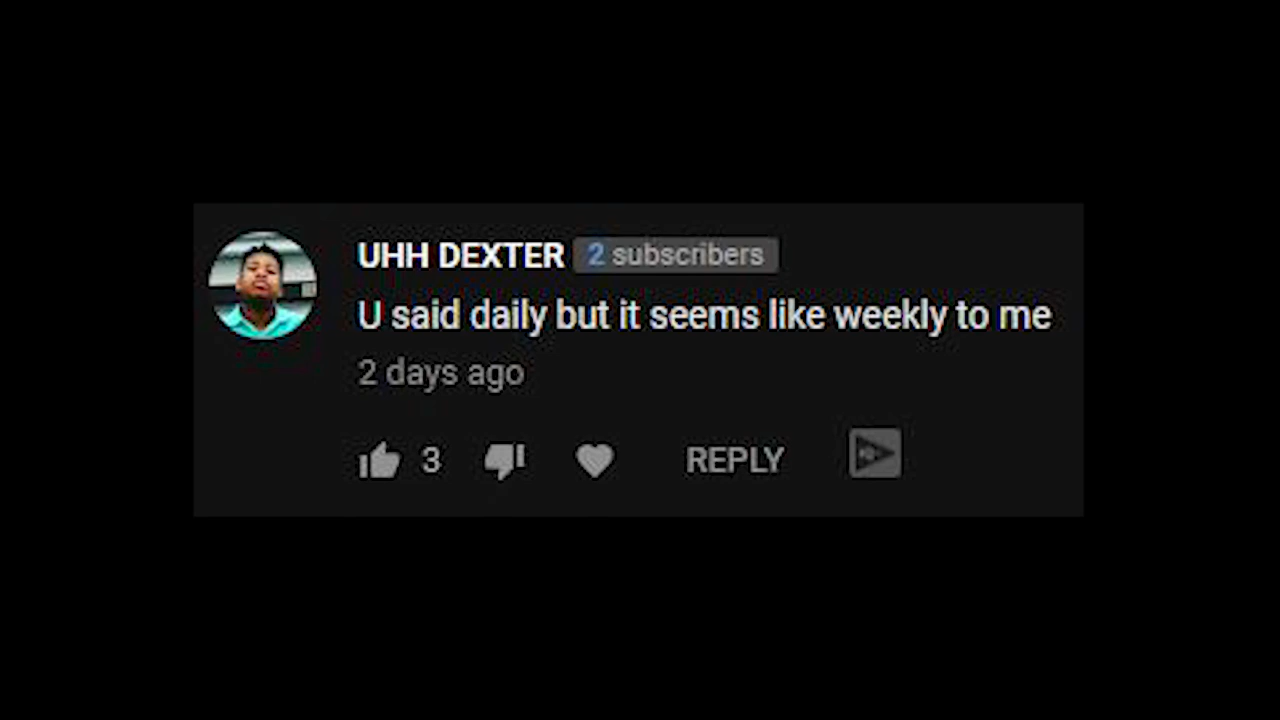 UHH DEXTER 2 subscribers
U said daily but it seems like weekly to me
2 days ago
3 REPLY